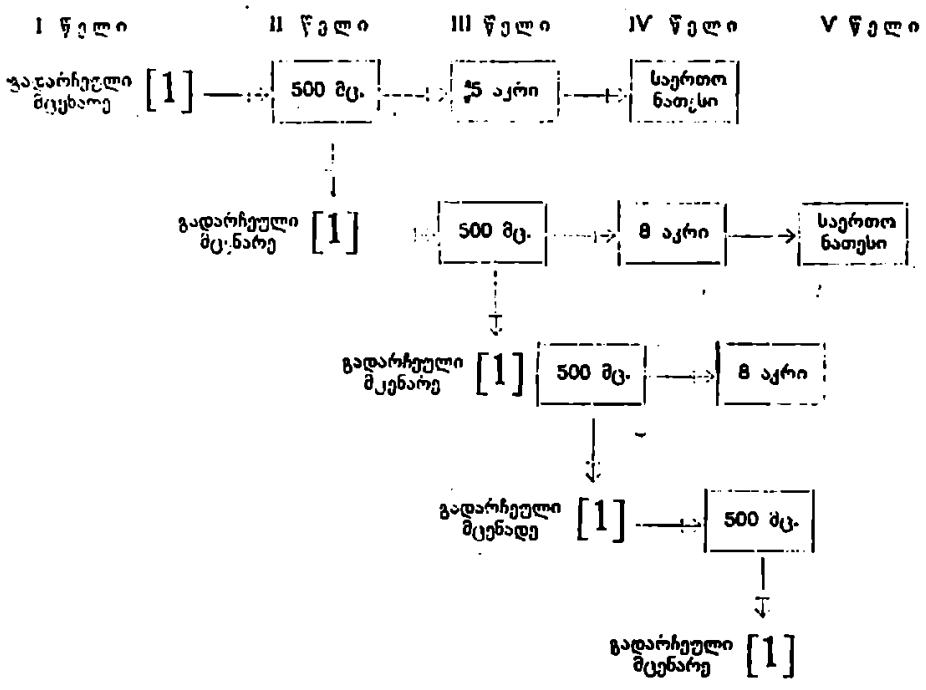 I წელი II წელი III წელი IV წელი V წელი
გადარჩეული [1] 500 მც. 5 აკრი საერთო
მცენარე ნათესი
გადარჩეული [1] 500 მც. 8 აკრი საერთო
მცენარე ნათესი
გადარჩეული [1] 500 მც. 8 აკრი
მკენარე
გადარჩეული [1] 500 მც.
მცენადე
გადარჩეული [1]
მცენარე